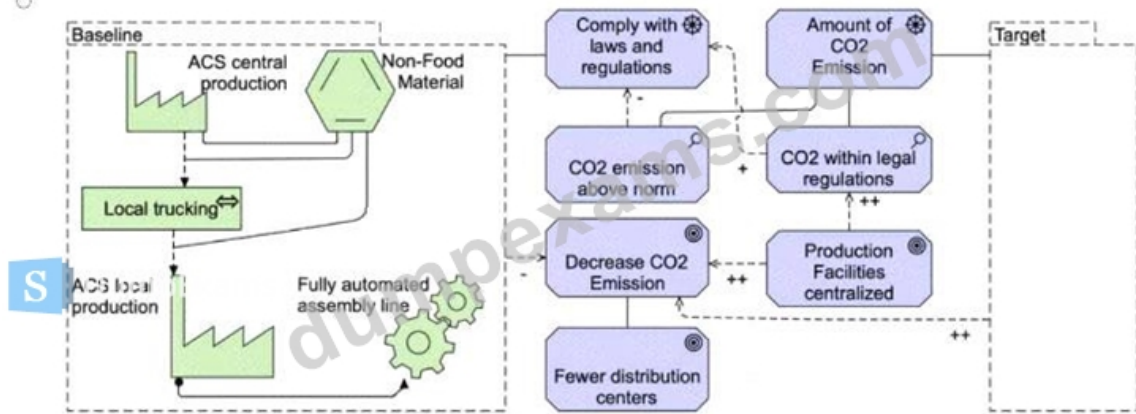 Baseline
ACS central
production
Non-Food
Material
Local trucking
ACS local
production
Fully automated
assembly line
Comply with
laws and
regulations
Amount of
CO2
Emission
-
CO2 emission
above norm
+
CO2 within legal
regulations
++
-
Decrease CO2
Emission
++
Production
Facilities
centralized
++
Fewer distribution
centers
Target
S
dumpexams.com